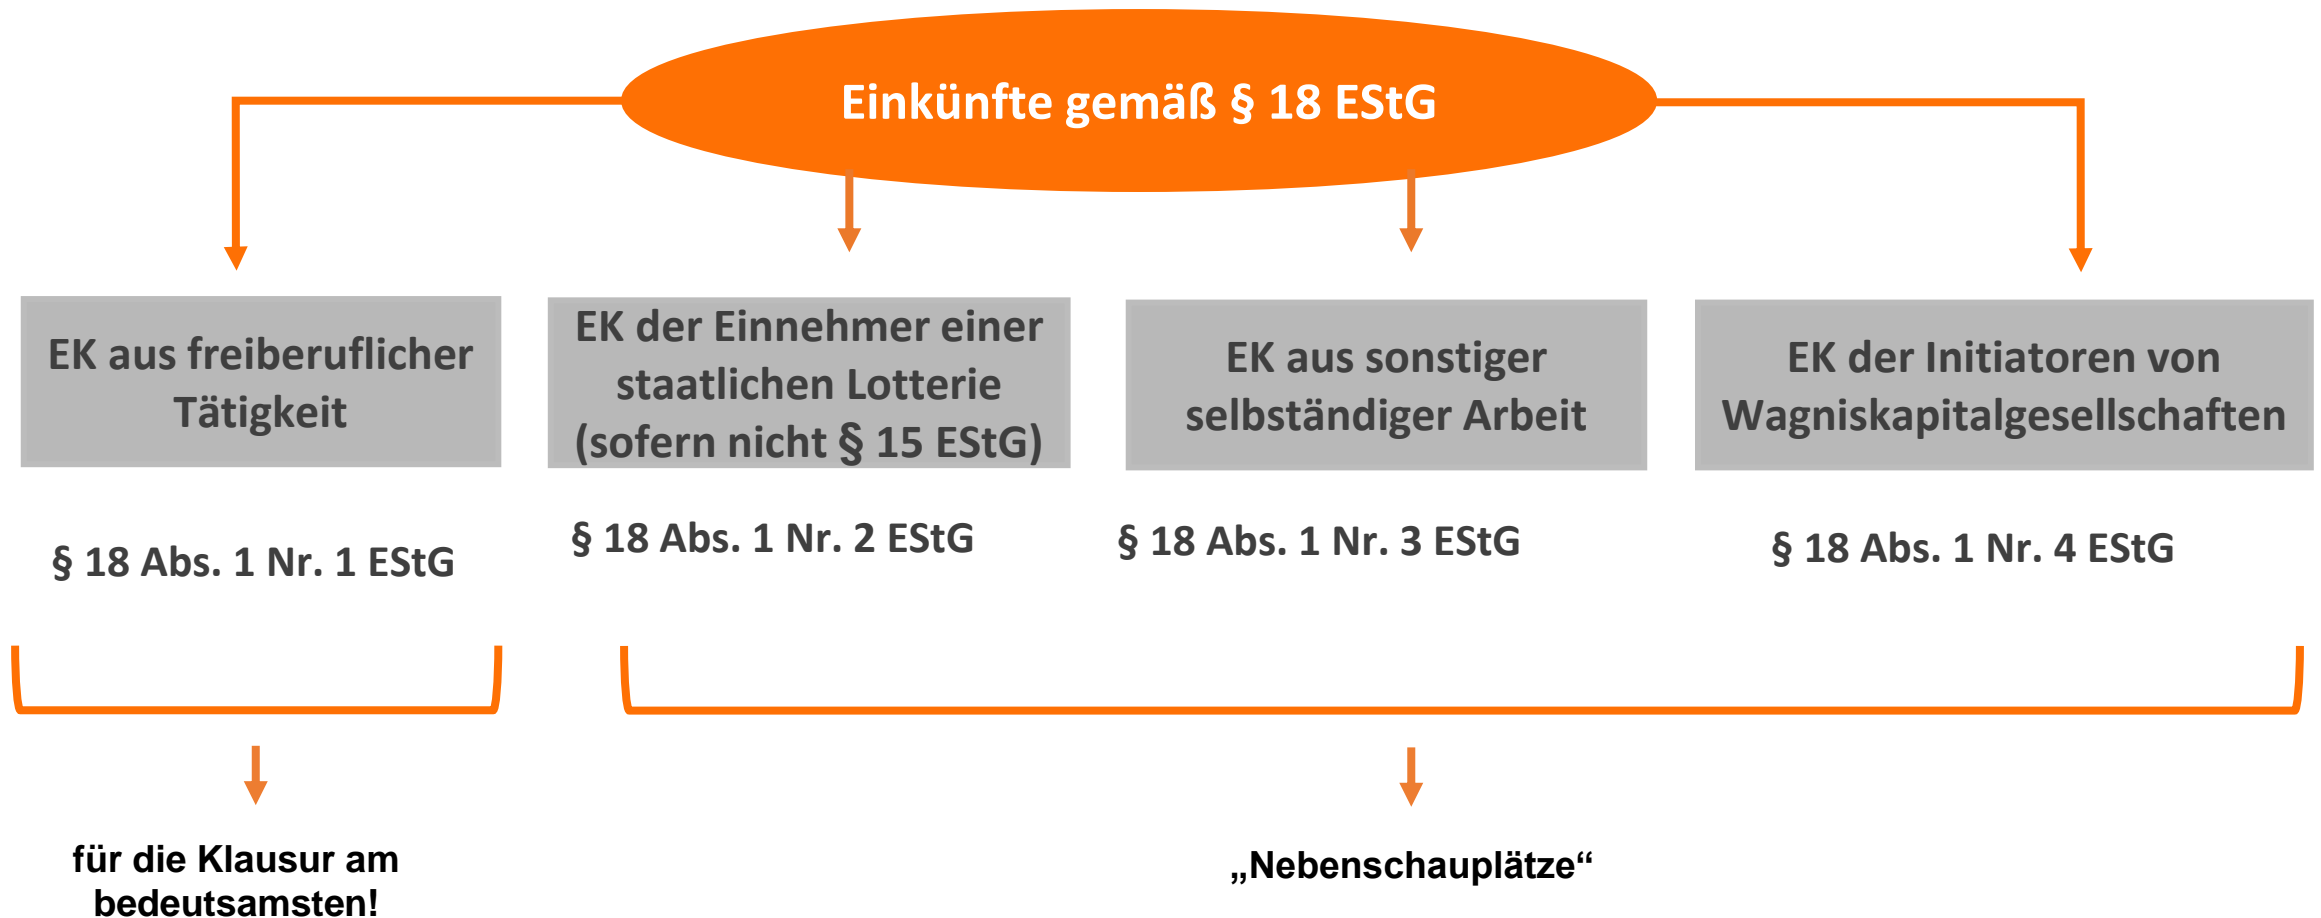 Einkünfte gemäß § 18 EStG
EK aus freiberuflicher
Tätigkeit
EK der Einnehmer einer
staatlichen Lotterie
(sofern nicht § 15 EStG)
EK aus sonstiger
selbständiger Arbeit
EK der Initiatoren von
Wagniskapitalgesellschaften
§ 18 Abs. 1 Nr. 1 EStG
§ 18 Abs. 1 Nr. 2 EStG
§ 18 Abs. 1 Nr. 3 EStG
§ 18 Abs. 1 Nr. 4 EStG
für die Klausur am
bedeutsamsten!
„Nebenschauplätze“